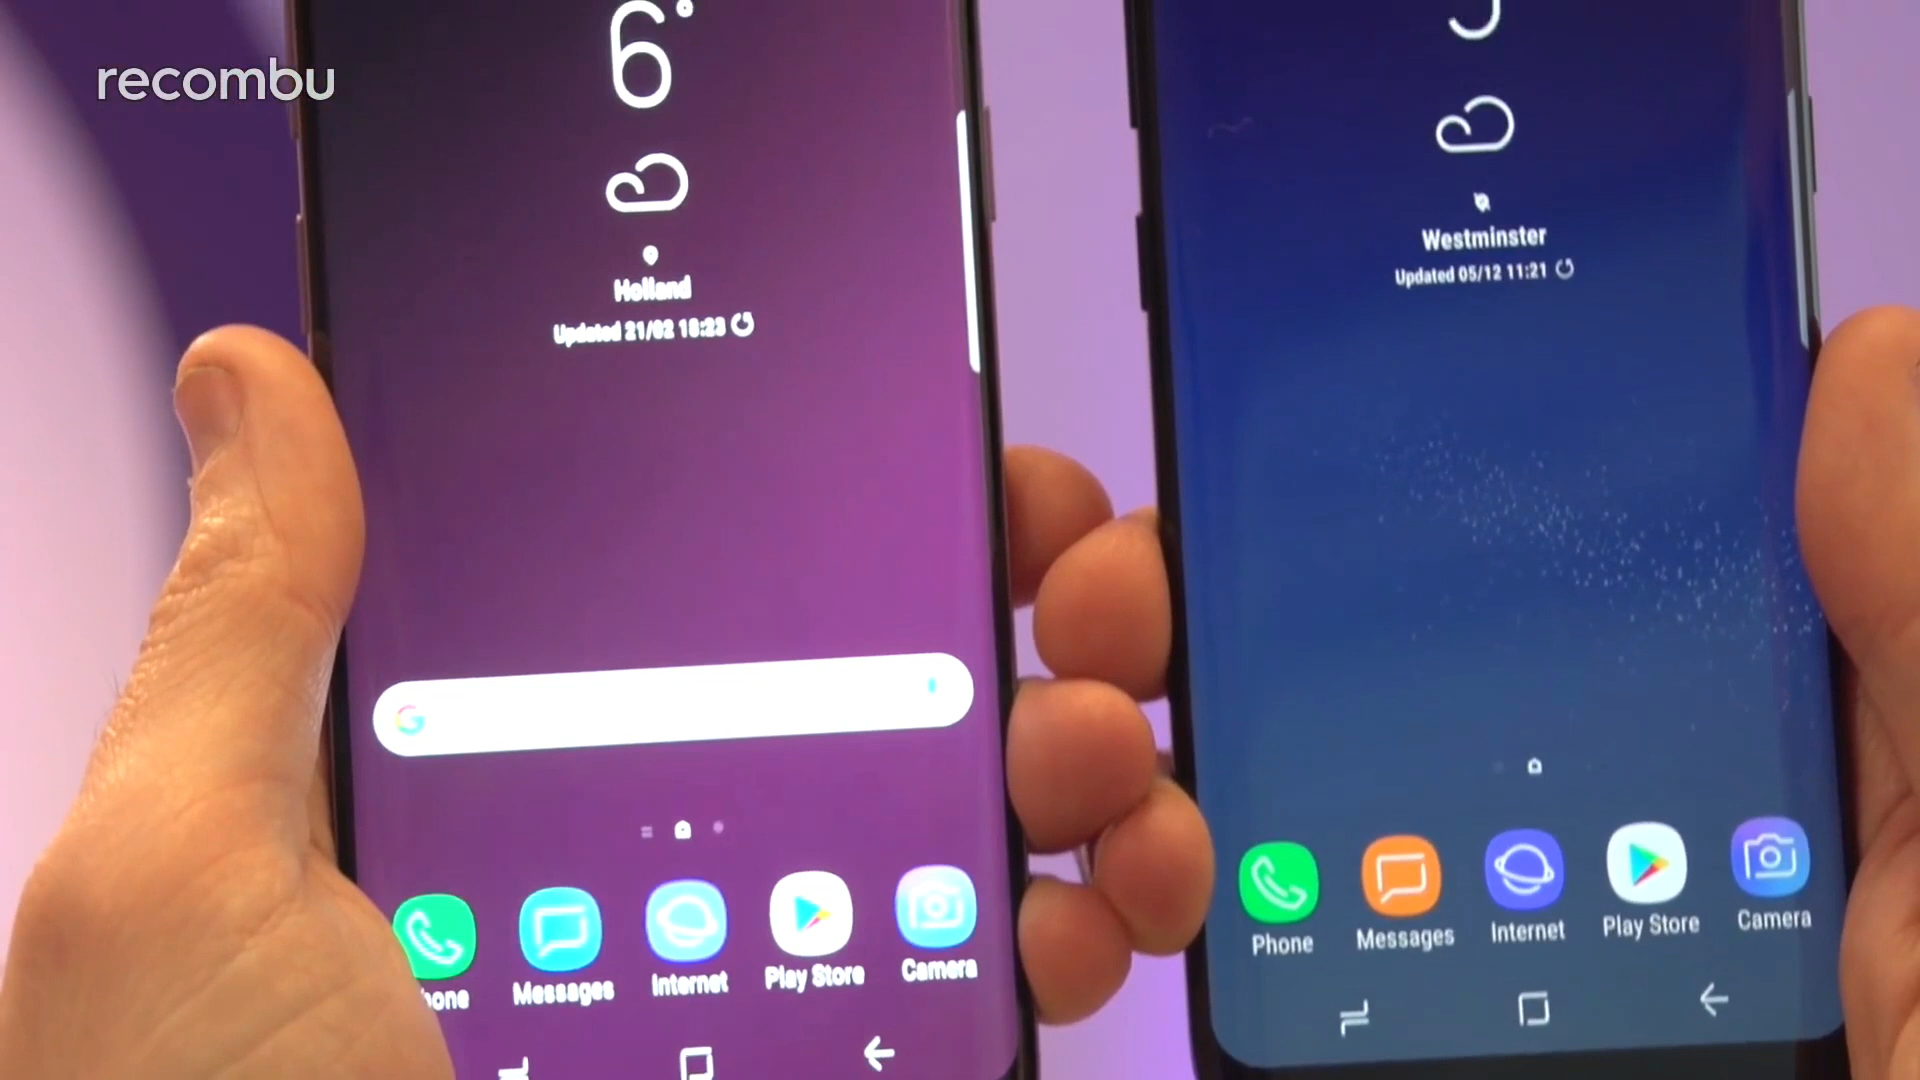 recombu
6°
Holland
Updated 21/02 18:23
Phone
Messages
Internet
Play Store
Camera
Westminster
Updated 05/12 11:21
Phone
Messages
Internet
Play Store
Camera